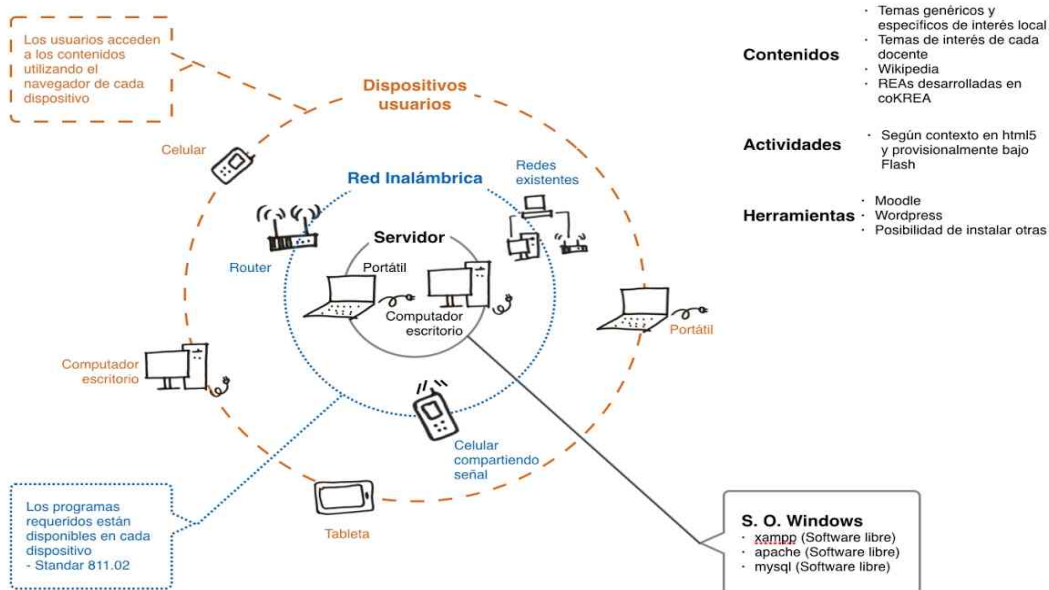 Los usuarios acceden
a los contenidos
utilizando el
navegador de cada
dispositivo
Dispositivos
usuarios
Celular
Red Inalámbrica
Redes
existentes
Servidor
Router
Portátil
Computador
escritorio
Portátil
Computador
escritorio
Celular
compartiendo
señal
Tableta
Los programas
requeridos están
disponibles en cada
dispositivo
- Standar 811.02
S. O. Windows
· xampp (Software libre)
· apache (Software libre)
· mysql (Software libre)
Contenidos
· Temas genéricos y
específicos de interés local
· Temas de interés de cada
docente
· Wikipedia
· REAs desarrolladas en
coKREA
Actividades
· Según contexto en html5
y provisionalmente bajo
Flash
Herramientas
· Moodle
· Wordpress
· Posibilidad de instalar otras